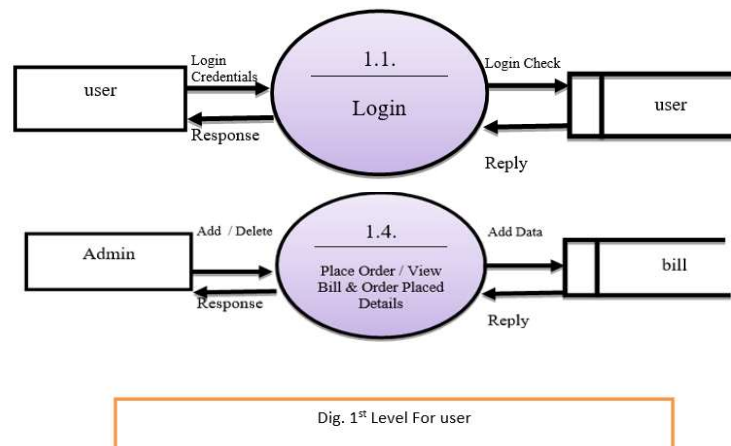 1.1.
Login
Credentials
Login Check
user
Login
user
Response
Reply
1.4.
Add / Delete
Add Data
Admin
bill
Place Order / View
Bill & Order Placed
Details
Response
Reply
Dig. 1st Level For user